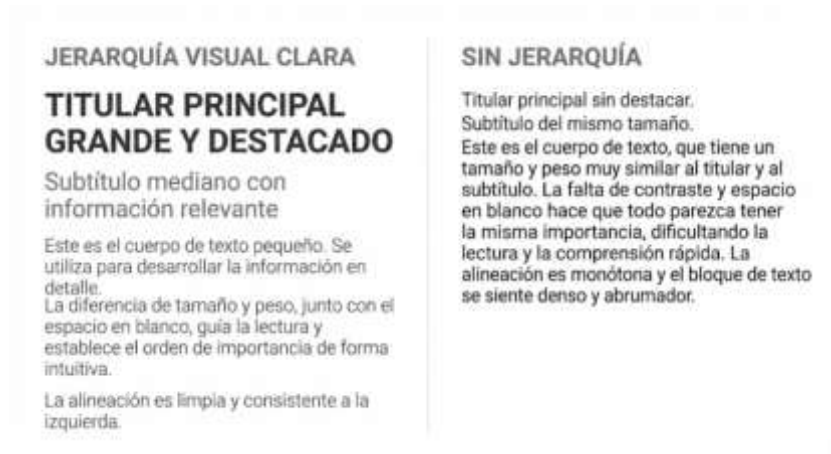 JERARQUÍA VISUAL CLARA
TITULAR PRINCIPAL
GRANDE Y DESTACADO
Subtítulo mediano con
información relevante
Este es el cuerpo de texto pequeño. Se
utiliza para desarrollar la información en
detalle.
La diferencia de tamaño y peso, junto con el
espacio en blanco, guía la lectura y
establece el orden de importancia de forma
intuitiva.
La alineación es limpia y consistente a la
izquierda.
SIN JERARQUÍA
Titular principal sin destacar.
Subtítulo del mismo tamaño.
Este es el cuerpo de texto, que tiene un
tamaño y peso muy similar al titular y al
subtítulo. La falta de contraste y espacio
en blanco hace que todo parezca tener
la misma importancia, dificultando la
lectura y la comprensión rápida. La
alineación es monótona y el bloque de texto
se siente denso y abrumador.